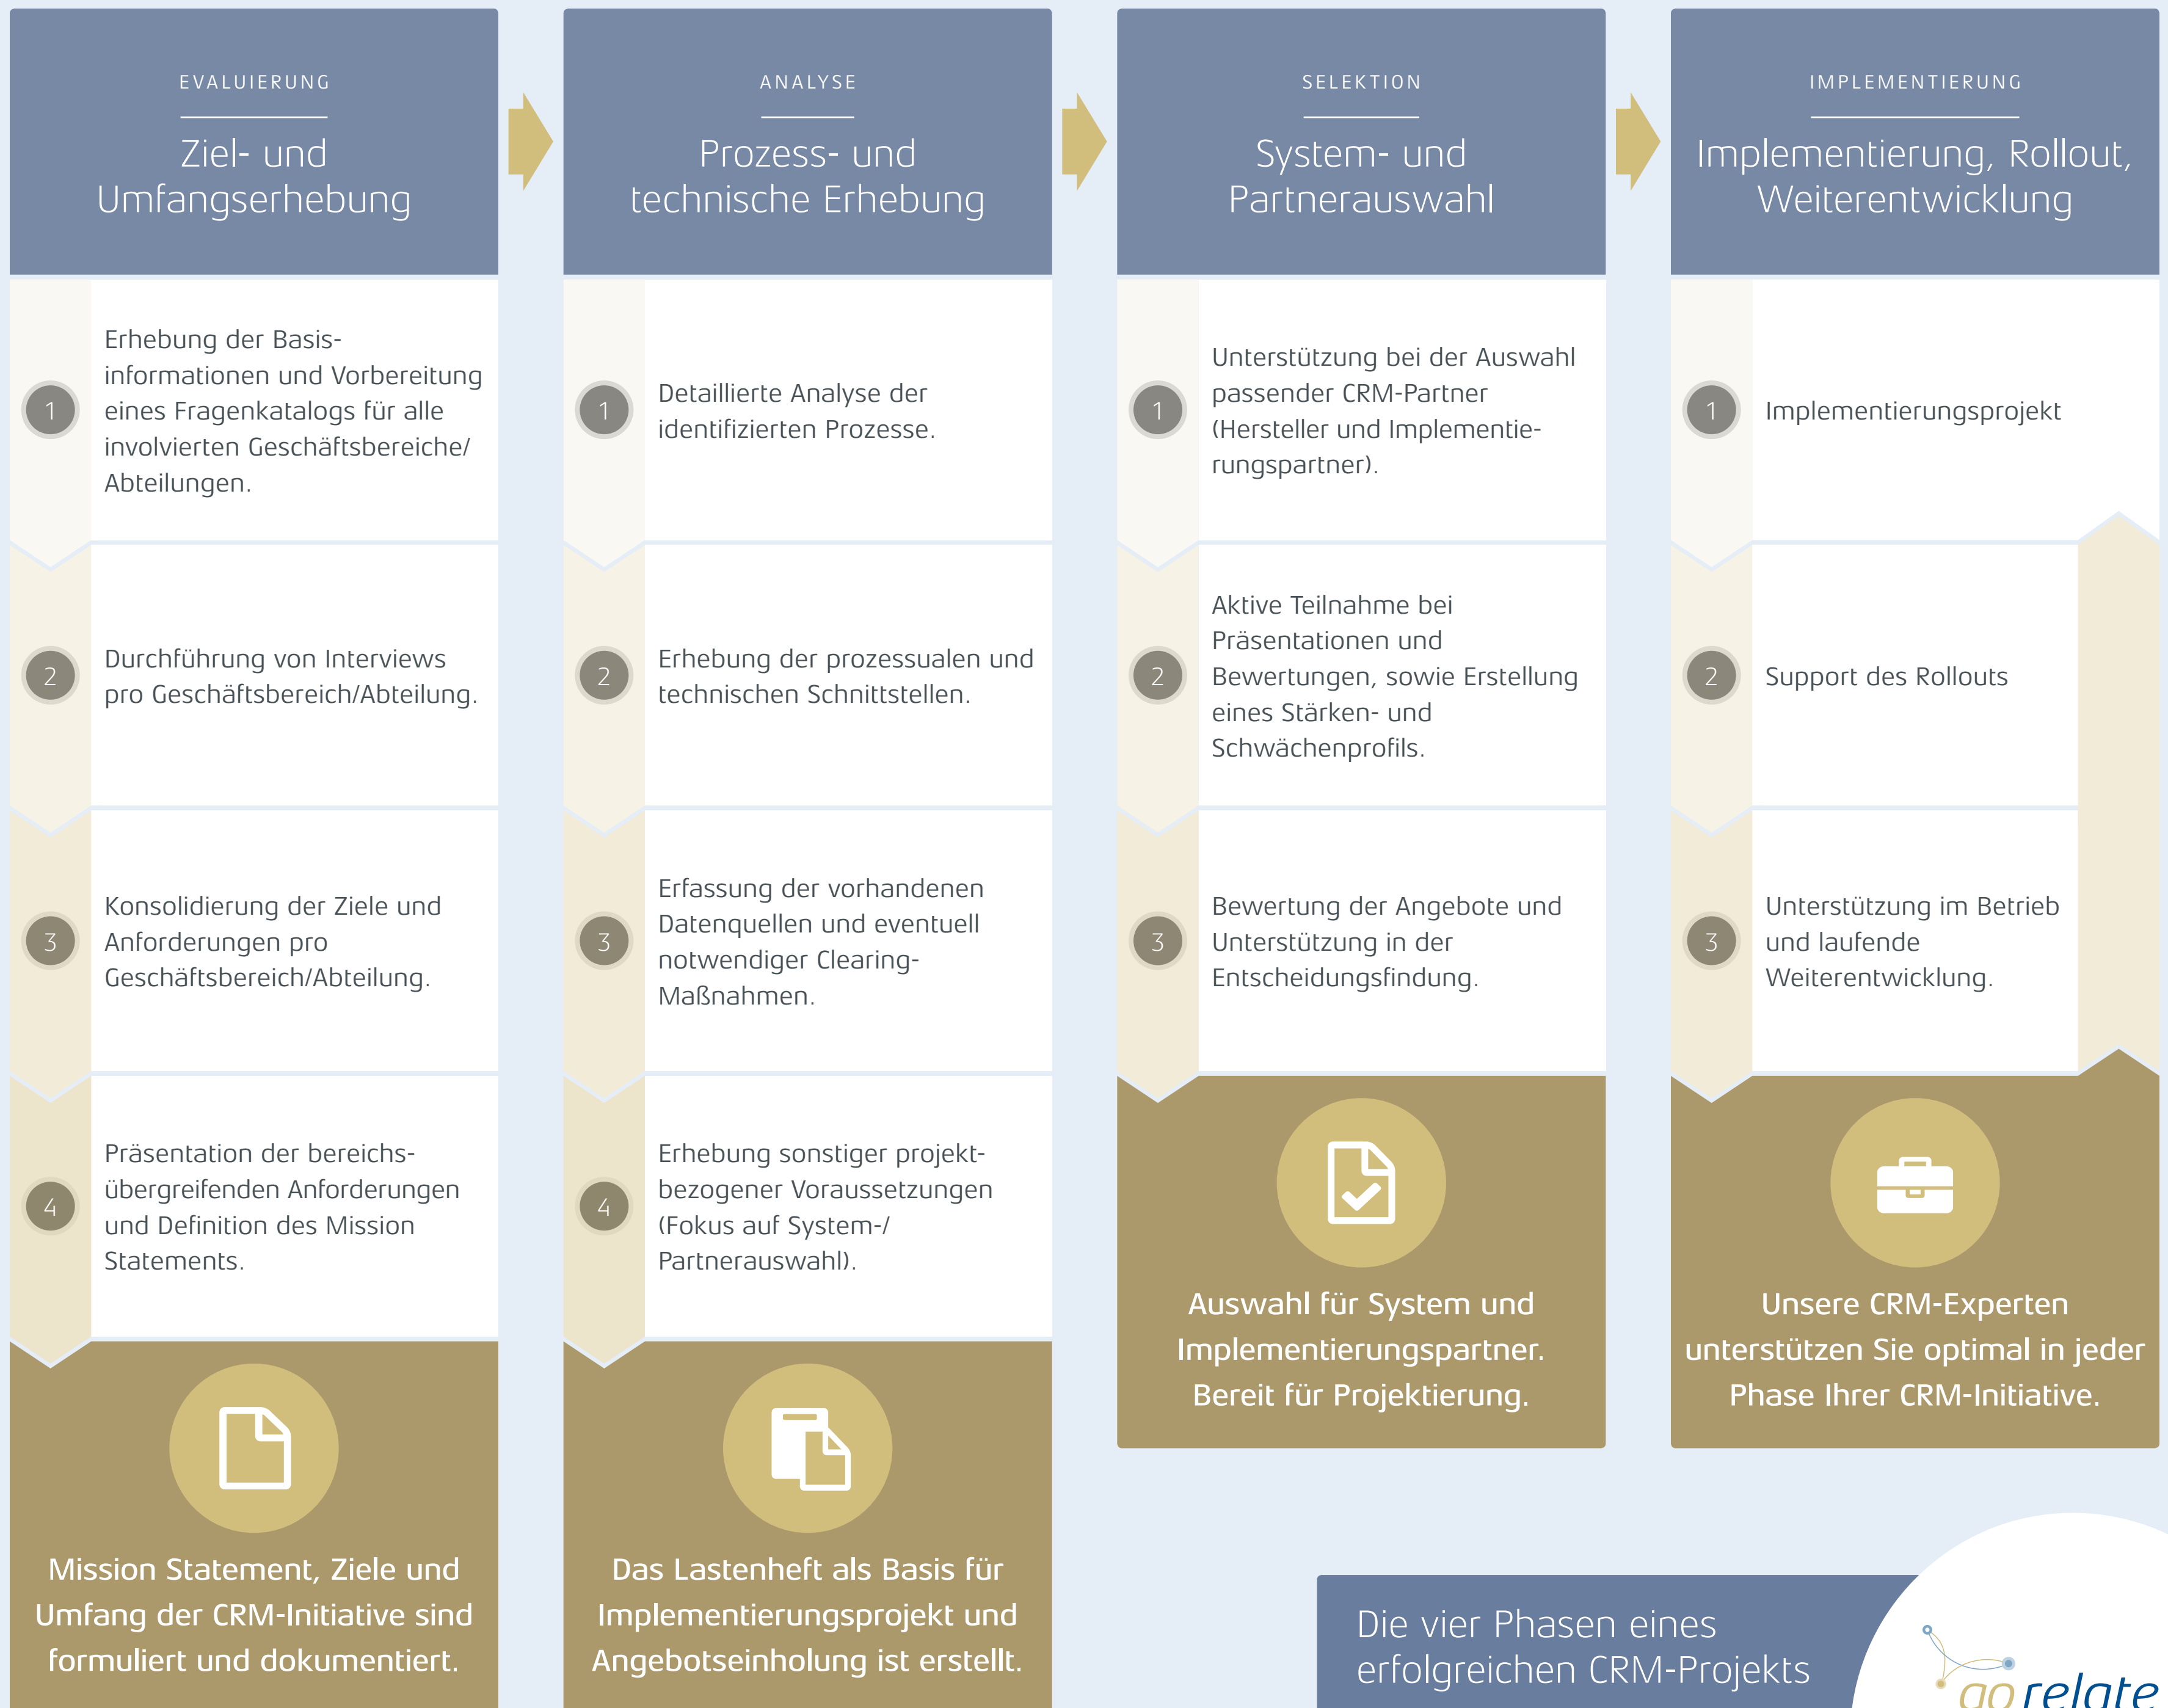 EVALUIERUNG
Ziel- und
Umfangserhebung
1
Erhebung der Basis-
informationen und Vorbereitung
eines Fragenkatalogs für alle
involvierten Geschäftsbereiche/
Abteilungen.
2
Durchführung von Interviews
pro Geschäftsbereich/Abteilung.
3
Konsolidierung der Ziele und
Anforderungen pro
Geschäftsbereich/Abteilung.
4
Präsentation der bereichs-
übergreifenden Anforderungen
und Definition des Mission
Statements.
Mission Statement, Ziele und
Umfang der CRM-Initiative sind
formuliert und dokumentiert.
ANALYSE
Prozess- und
technische Erhebung
1
Detaillierte Analyse der
identifizierten Prozesse.
2
Erhebung der prozessualen und
technischen Schnittstellen.
3
Erfassung der vorhandenen
Datenquellen und eventuell
notwendiger Clearing-
Maßnahmen.
4
Erhebung sonstiger projekt-
bezogener Voraussetzungen
(Fokus auf System-/
Partnerauswahl).
Das Lastenheft als Basis für
Implementierungsprojekt und
Angebotseinholung ist erstellt.
SELEKTION
System- und
Partnerauswahl
1
Unterstützung bei der Auswahl
passender CRM-Partner
(Hersteller und Implementie-
rungspartner).
2
Aktive Teilnahme bei
Präsentationen und
Bewertungen, sowie Erstellung
eines Stärken- und
Schwächenprofils.
3
Bewertung der Angebote und
Unterstützung in der
Entscheidungsfindung.
Auswahl für System und
Implementierungspartner.
Bereit für Projektierung.
IMPLEMENTIERUNG
Implementierung, Rollout,
Weiterentwicklung
1
Implementierungsprojekt
2
Support des Rollouts
3
Unterstützung im Betrieb
und laufende
Weiterentwicklung.
Unsere CRM-Experten
unterstützen Sie optimal in jeder
Phase Ihrer CRM-Initiative.
Die vier Phasen eines
erfolgreichen CRM-Projekts
go relate